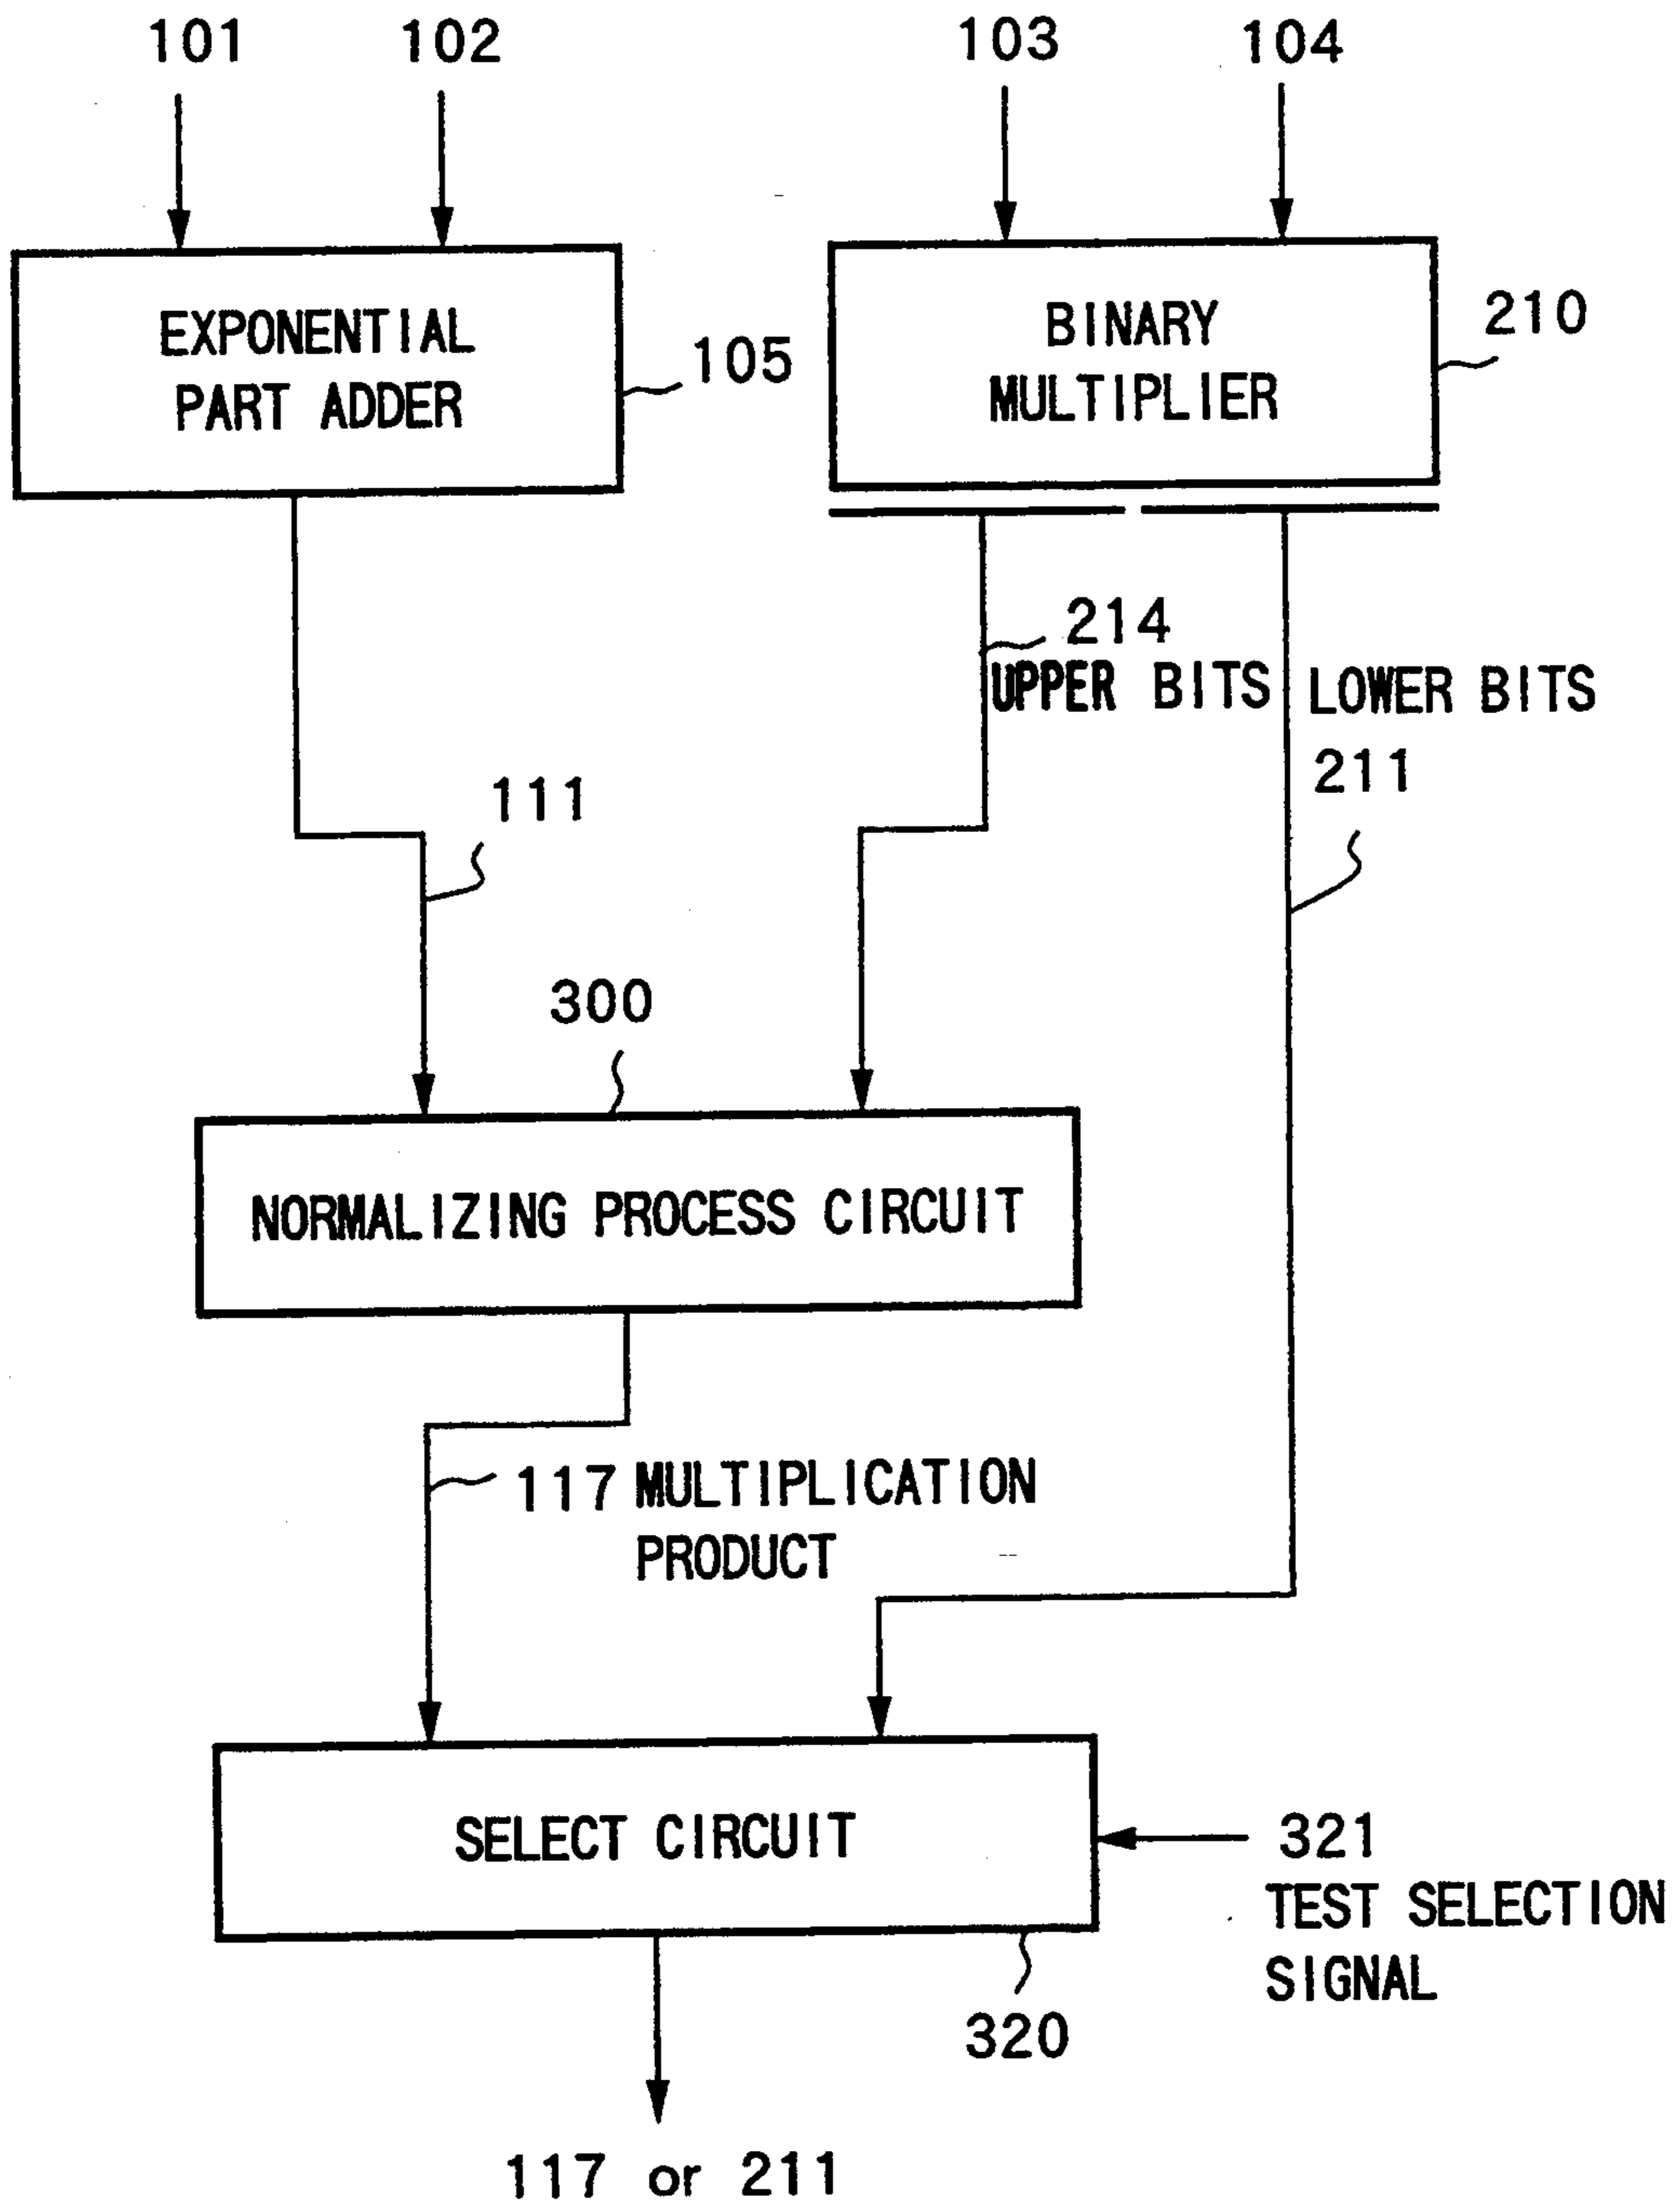 101
102
103
104
EXPONENTIAL
PART ADDER
105
BINARY
MULTIPLIER
210
214
UPPER BITS
LOWER BITS
211
111
300
NORMALIZING PROCESS CIRCUIT
117 MULTIPLICATION
PRODUCT
SELECT CIRCUIT
321
TEST SELECTION
SIGNAL
320
117 or 211